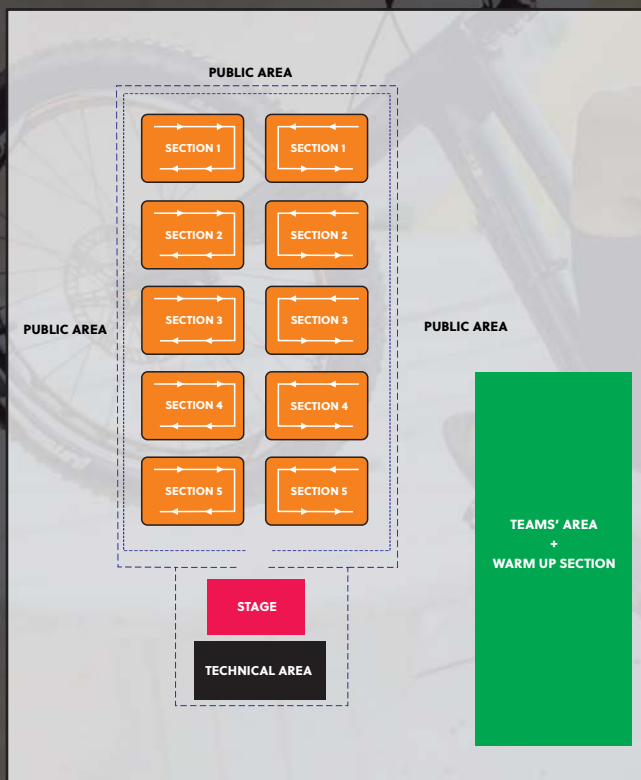 PUBLIC AREA
SECTION 1
SECTION 1
SECTION 2
SECTION 2
SECTION 3
SECTION 3
PUBLIC AREA
PUBLIC AREA
SECTION 4
SECTION 4
SECTION 5
SECTION 5
TEAMS' AREA
+
WARM UP SECTION
STAGE
TECHNICAL AREA